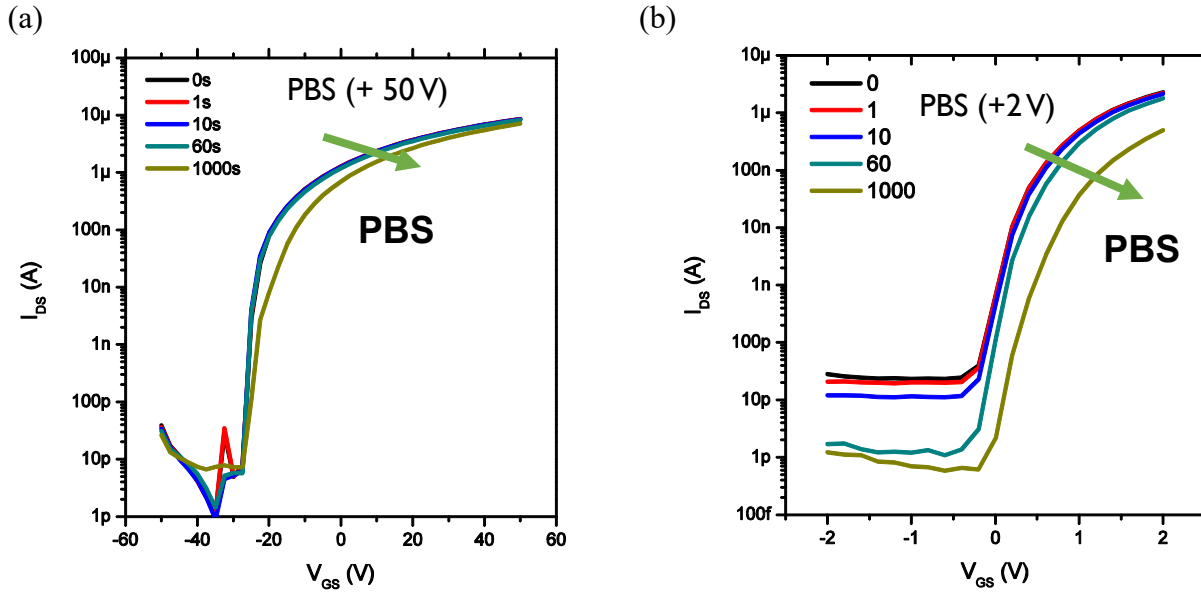 (a)
100µ
10µ
1µ
100n
10n
1n
100p
10p
1p
I_DS (A)
0s
1s
10s
60s
1000s
PBS (+ 50 V)
PBS
-60
-40
-20
0
20
40
60
V_GS (V)
(b)
10µ
1µ
100n
10n
1n
100p
10p
1p
100f
I_DS (A)
0
1
10
60
1000
PBS (+2 V)
PBS
-2
-1
0
1
2
V_GS (V)